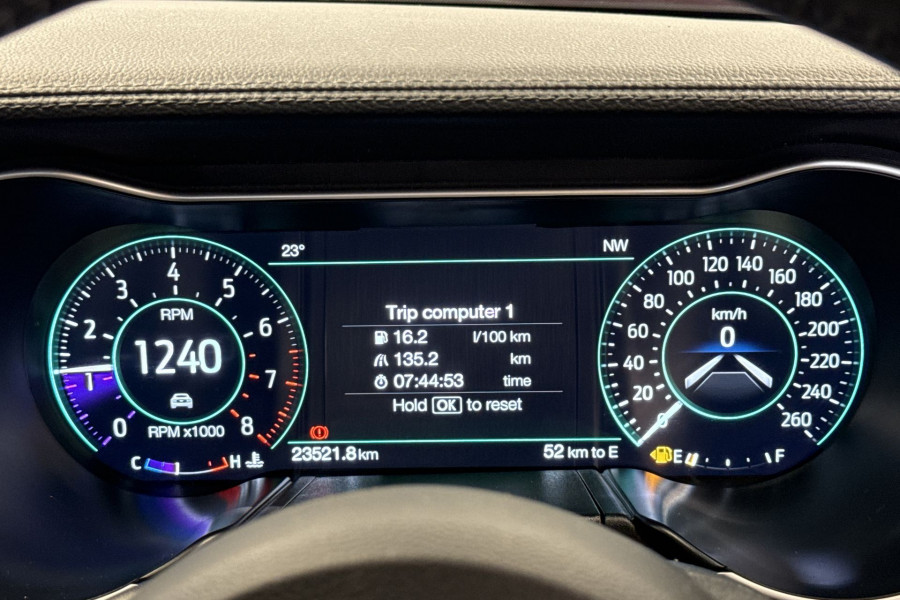 23° NW
RPM
1240
0 1 2 3 4 5 6 7 8
RPM x1000
C H
Trip computer 1
16.2 l/100 km
135.2 km
07:44:53 time
Hold OK to reset
23521.8 km 52 km to E
km/h
0
0 20 40 60 80 100 120 140 160 180 200 220 240 260
E F